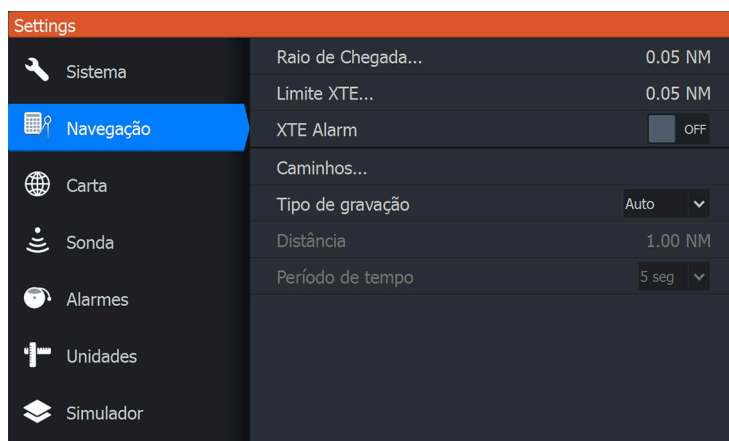 Settings
Sistema
Navegação
Carta
Sonda
Alarmes
Unidades
Simulador
Raio de Chegada... 0.05 NM
Limite XTE... 0.05 NM
XTE Alarm OFF
Caminhos...
Tipo de gravação Auto
Distância 1.00 NM
Período de tempo 5 seg